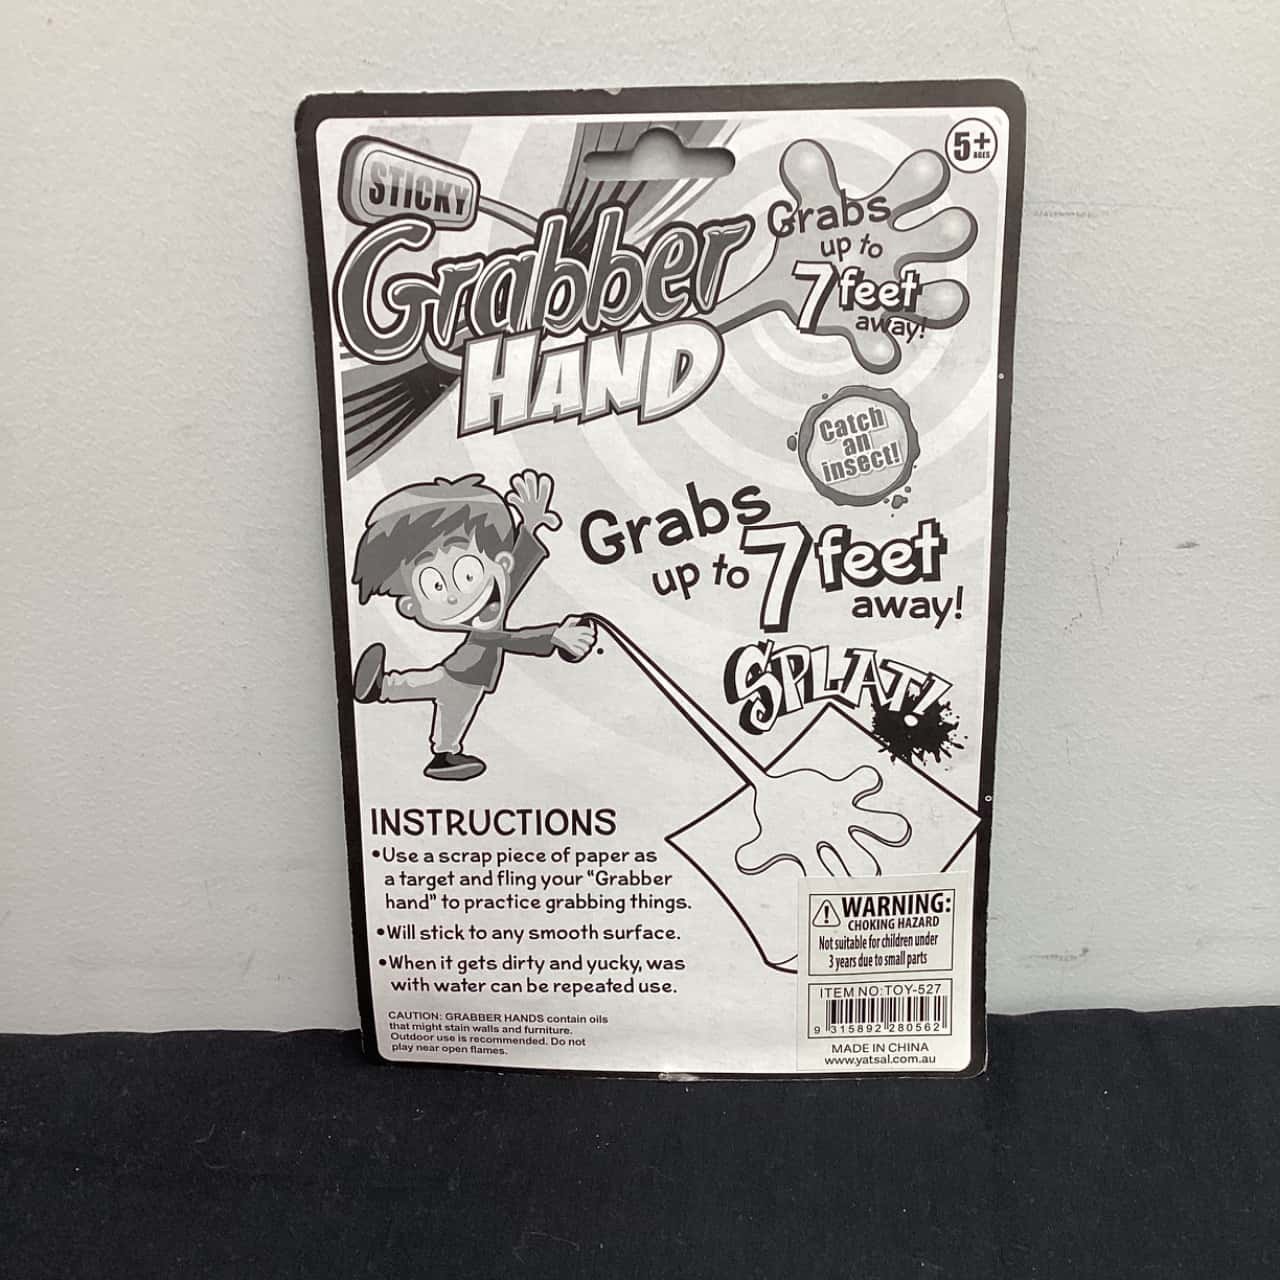 STICKY
Grabber
HAND
5+
AGES
Grabs
up to
7 feet
away!
Catch
an
insect!
Grabs
up to 7 feet
away!
SPLAT!
INSTRUCTIONS
•Use a scrap piece of paper as
a target and fling your "Grabber
hand" to practice grabbing things.
•Will stick to any smooth surface.
•When it gets dirty and yucky, was
with water can be repeated use.
CAUTION: GRABBER HANDS contain oils
that might stain walls and furniture.
Outdoor use is recommended. Do not
play near open flames.
WARNING:
CHOKING HAZARD
Not suitable for children under
3 years due to small parts
ITEM NO:TOY-527
9 315892 280562
MADE IN CHINA
www.yatsal.com.au